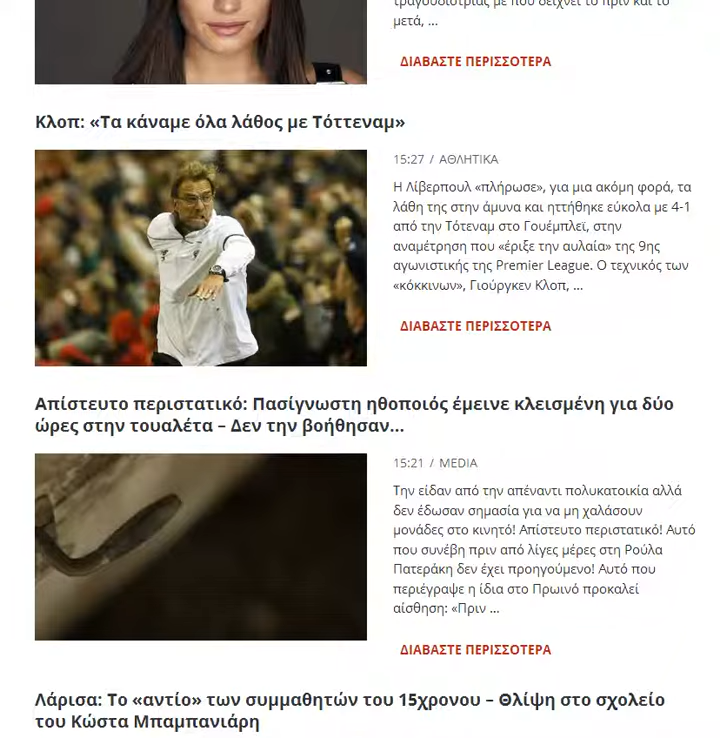 τραγουδίστριας με που δείχνει το πριν και το
μετά, ...
ΔΙΑΒΑΣΤΕ ΠΕΡΙΣΣΟΤΕΡΑ
Κλοπ: «Τα κάναμε όλα λάθος με Τόττεναμ»
15:27 / ΑΘΛΗΤΙΚΑ
Η Λίβερπουλ «πλήρωσε», για μια ακόμη φορά, τα
λάθη της στην άμυνα και ηττήθηκε εύκολα με 4-1
από την Τότεναμ στο Γουέμπλεϊ, στην
αναμέτρηση που «έριξε την αυλαία» της 9ης
αγωνιστικής της Premier League. Ο τεχνικός των
«κόκκινων», Γιούργκεν Κλοπ, ...
ΔΙΑΒΑΣΤΕ ΠΕΡΙΣΣΟΤΕΡΑ
Απίστευτο περιστατικό: Πασίγνωστη ηθοποιός έμεινε κλεισμένη για δύο
ώρες στην τουαλέτα – Δεν την βοήθησαν…
15:21 / MEDIA
Την είδαν από την απέναντι πολυκατοικία αλλά
δεν έδωσαν σημασία για να μη χαλάσουν
μονάδες στο κινητό! Απίστευτο περιστατικό! Αυτό
που συνέβη πριν από λίγες μέρες στη Ρούλα
Πατεράκη δεν έχει προηγούμενο! Αυτό που
περιέγραψε η ίδια στο Πρωινό προκαλεί
αίσθηση: «Πριν ...
ΔΙΑΒΑΣΤΕ ΠΕΡΙΣΣΟΤΕΡΑ
Λάρισα: Το «αντίο» των συμμαθητών του 15χρονου – Θλίψη στο σχολείο
του Κώστα Μπαμπανιάρη